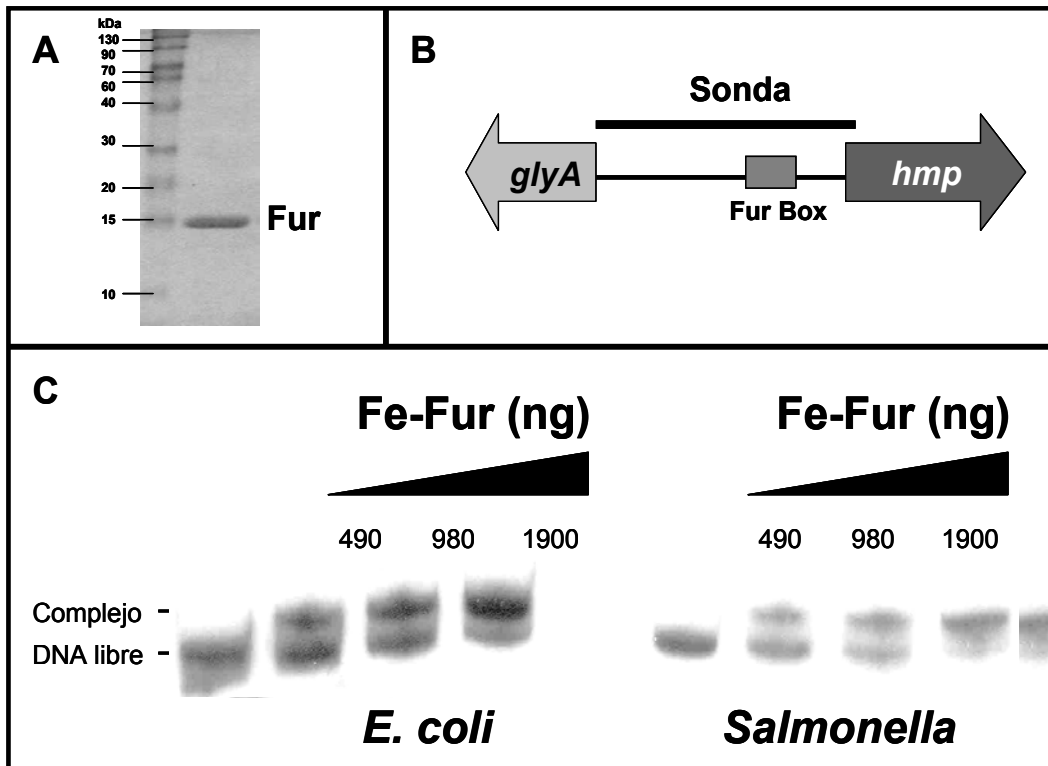 A
kDa
130
90
70
60
40
30
20
15
10
Fur
B
Sonda
glyA
hmp
Fur Box
C
Fe-Fur (ng)
490 980 1900
Fe-Fur (ng)
490 980 1900
Complejo -
DNA libre -
E. coli
Salmonella